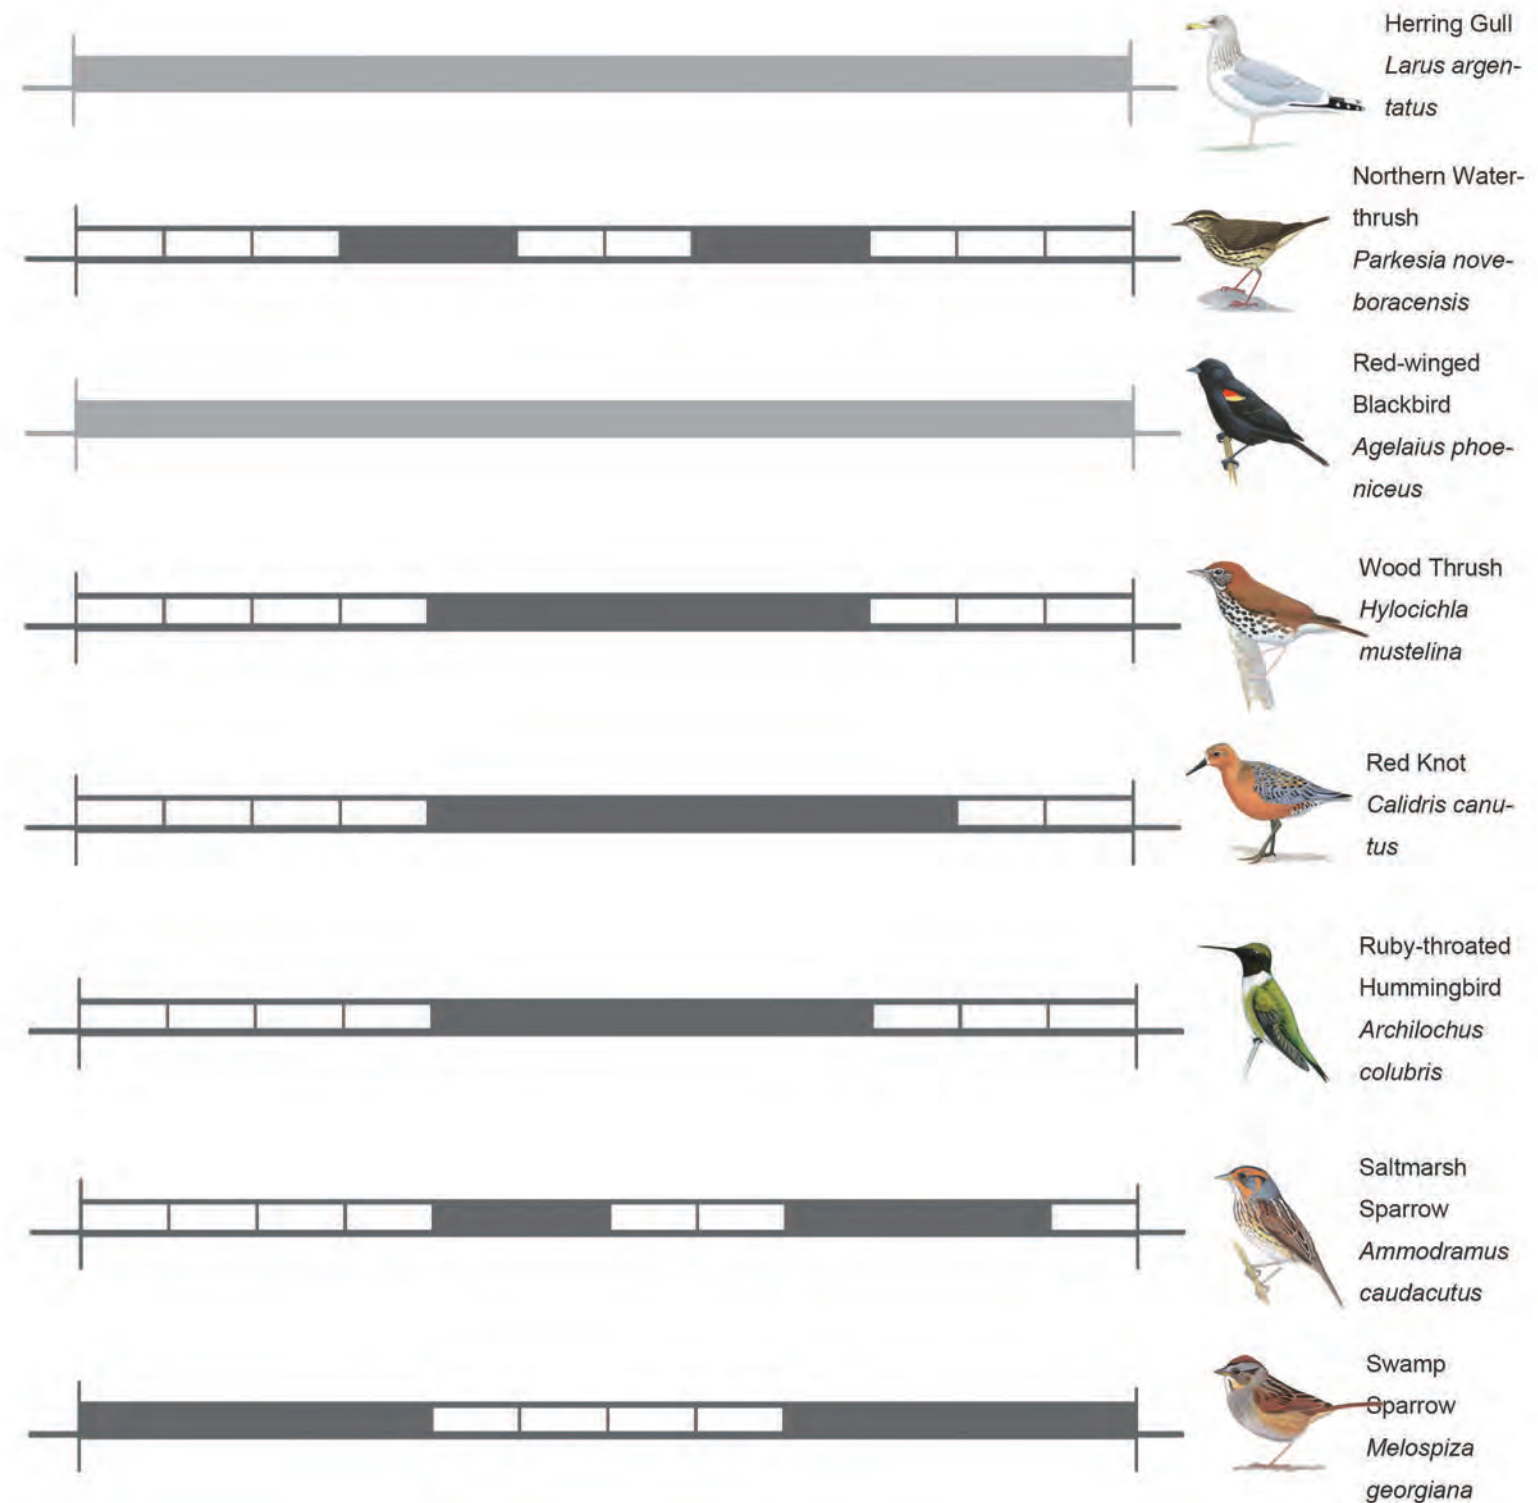 Herring Gull
Larus argen-
tatus
Northern Water-
thrush
Parkesia nove-
boracensis
Red-winged
Blackbird
Agelaius phoe-
niceus
Wood Thrush
Hylocichla
mustelina
Red Knot
Calidris canu-
tus
Ruby-throated
Hummingbird
Archilochus
colubris
Saltmarsh
Sparrow
Ammodramus
caudacutus
Swamp
Sparrow
Melospiza
georgiana